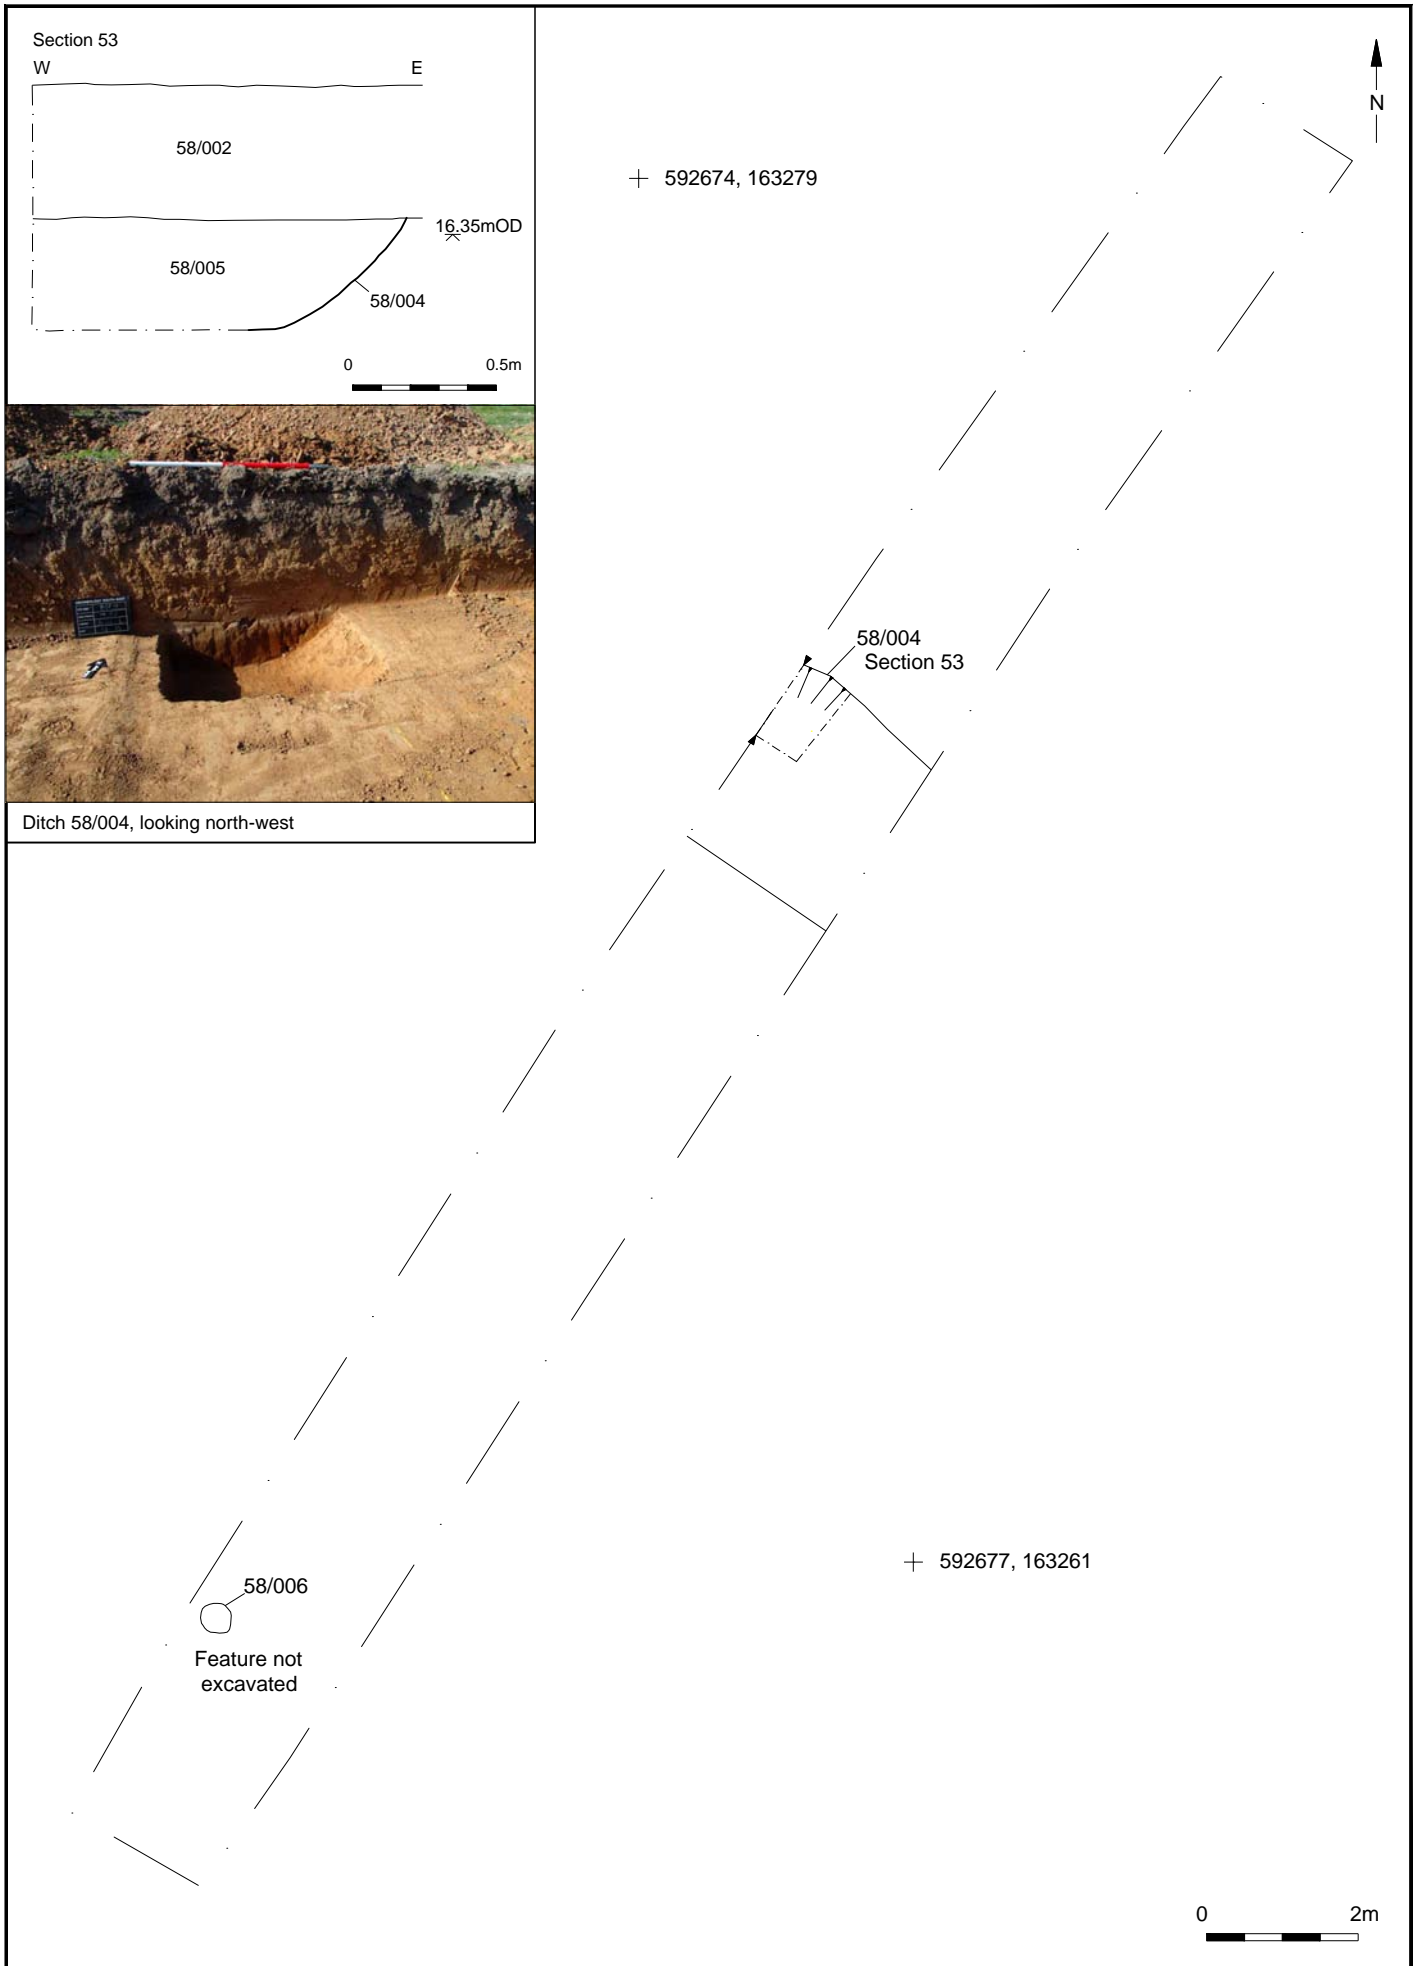 Section 53
W E
58/002
16.35mOD
58/005
58/004
0 0.5m
Ditch 58/004, looking north-west
N
592674, 163279
58/004
Section 53
592677, 163261
58/006
Feature not
excavated
0 2m